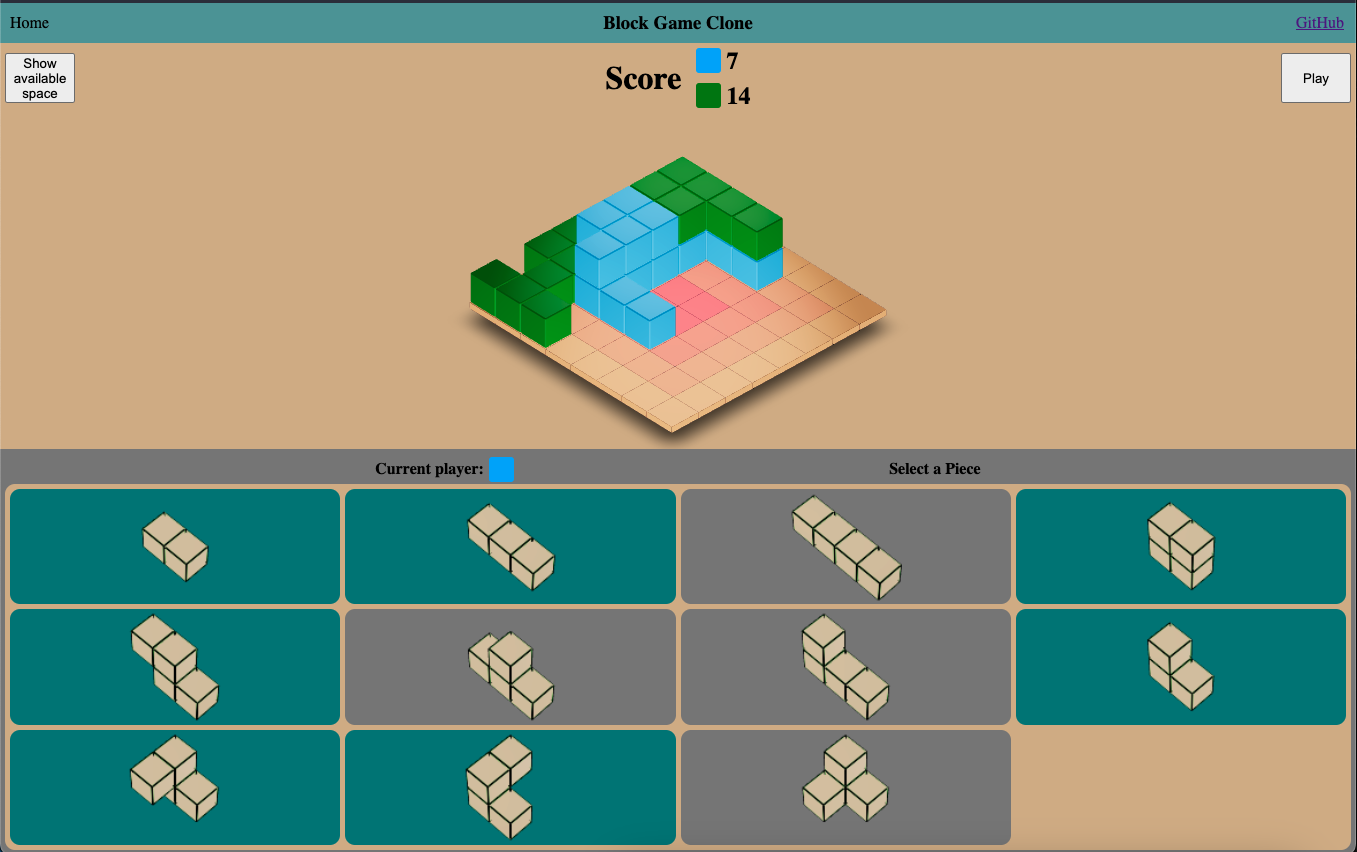 Home
Block Game Clone
GitHub
Show
available
space
Score
7
14
Play
Current player:
Select a Piece